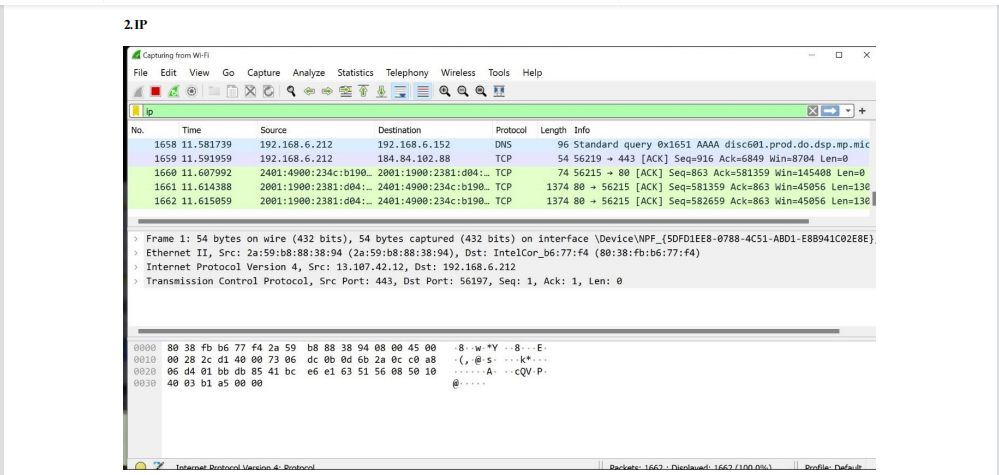 2.IP
Capturing from Wi-Fi
File Edit View Go Capture Analyze Statistics Telephony Wireless Tools Help
ip
No. Time Source Destination Protocol Length Info
1658 11.581739 192.168.6.212 192.168.6.152 DNS 96 Standard query 0x1651 AAAA disc601.prod.do.dsp.mp.mic
1659 11.591959 192.168.6.212 184.84.102.88 TCP 54 56219 → 443 [ACK] Seq=916 Ack=6849 Win=8704 Len=0
1660 11.607992 2401:4900:234c:b190… 2001:1900:2381:d04:… TCP 74 56215 → 80 [ACK] Seq=863 Ack=581359 Win=145408 Len=0
1661 11.614388 2001:1900:2381:d04:… 2401:4900:234c:b190… TCP 1374 80 → 56215 [ACK] Seq=581359 Ack=863 Win=45056 Len=130
1662 11.615059 2001:1900:2381:d04:… 2401:4900:234c:b190… TCP 1374 80 → 56215 [ACK] Seq=582659 Ack=863 Win=45056 Len=130
> Frame 1: 54 bytes on wire (432 bits), 54 bytes captured (432 bits) on interface \Device\NPF_{5DFD1EE8-0788-4C51-ABD1-E8B941C02E8E}
> Ethernet II, Src: 2a:59:b8:88:38:94 (2a:59:b8:88:38:94), Dst: IntelCor_b6:77:f4 (80:38:fb:b6:77:f4)
> Internet Protocol Version 4, Src: 13.107.42.12, Dst: 192.168.6.212
> Transmission Control Protocol, Src Port: 443, Dst Port: 56197, Seq: 1, Ack: 1, Len: 0
0000 80 38 fb b6 77 f4 2a 59 b8 88 38 94 08 00 45 00 ·8··w·*Y ··8···E·
0010 00 28 2c d1 40 00 73 06 dc 0b 0d 6b 2a 0c c0 a8 ·(,·@·s· ···k*···
0020 06 d4 01 bb db 85 41 bc e6 e1 63 51 56 08 50 10 ······A· ··cQV·P·
0030 40 03 b1 a5 00 00 @·····
Internet Protocol Version 4: Protocol Packets: 1662 · Displayed: 1662 (100.0%) Profile: Default